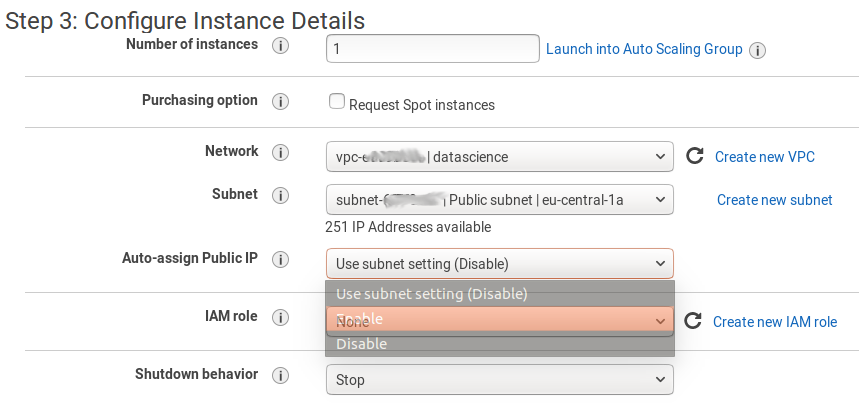 Step 3: Configure Instance Details
Number of instances i 1 Launch into Auto Scaling Group i
Purchasing option i Request Spot instances
Network i vpc- | datascience Create new VPC
Subnet i subnet- | Public subnet | eu-central-1a Create new subnet
251 IP Addresses available
Auto-assign Public IP i Use subnet setting (Disable)
Use subnet setting (Disable)
IAM role i Enable None Create new IAM role
Disable
Shutdown behavior i Stop